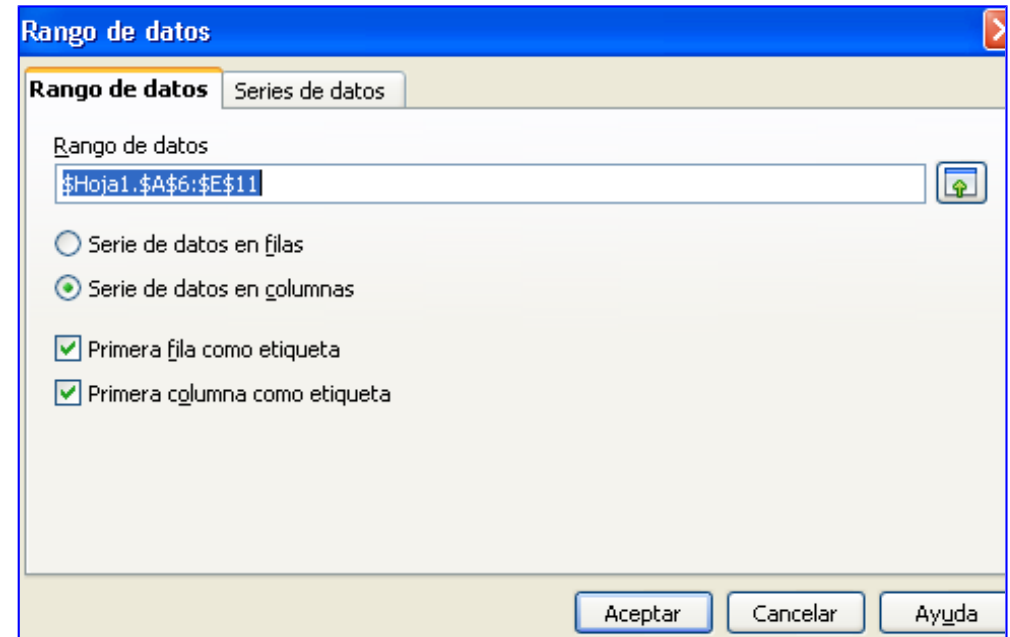 Rango de datos
Rango de datos Series de datos
Rango de datos
$Hoja1.$A$6:$E$11
Serie de datos en filas
Serie de datos en columnas
Primera fila como etiqueta
Primera columna como etiqueta
Aceptar Cancelar Ayuda